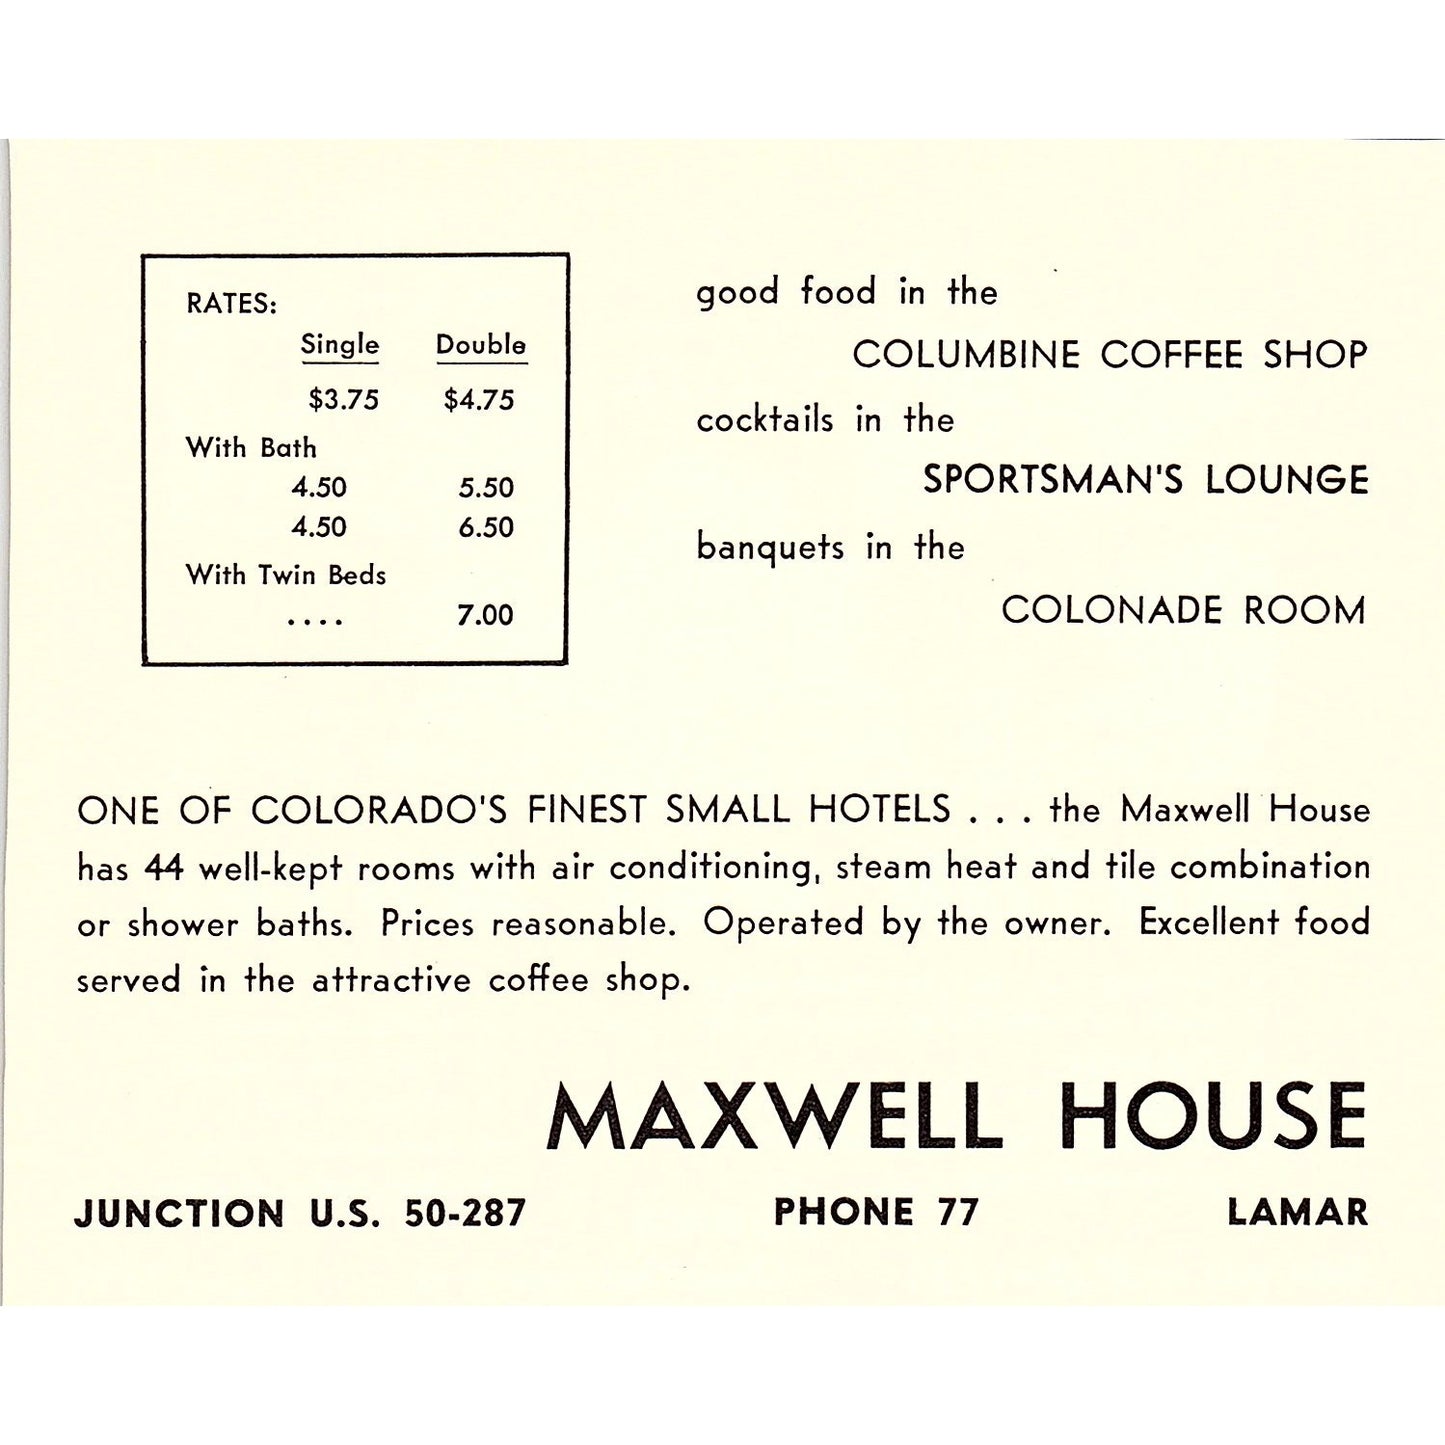 RATES:
Single Double
$3.75 $4.75
With Bath
4.50 5.50
4.50 6.50
With Twin Beds
.... 7.00
good food in the
COLUMBINE COFFEE SHOP
cocktails in the
SPORTSMAN'S LOUNGE
banquets in the
COLONADE ROOM
ONE OF COLORADO'S FINEST SMALL HOTELS . . . the Maxwell House
has 44 well-kept rooms with air conditioning, steam heat and tile combination
or shower baths. Prices reasonable. Operated by the owner. Excellent food
served in the attractive coffee shop.
MAXWELL HOUSE
JUNCTION U.S. 50-287 PHONE 77 LAMAR